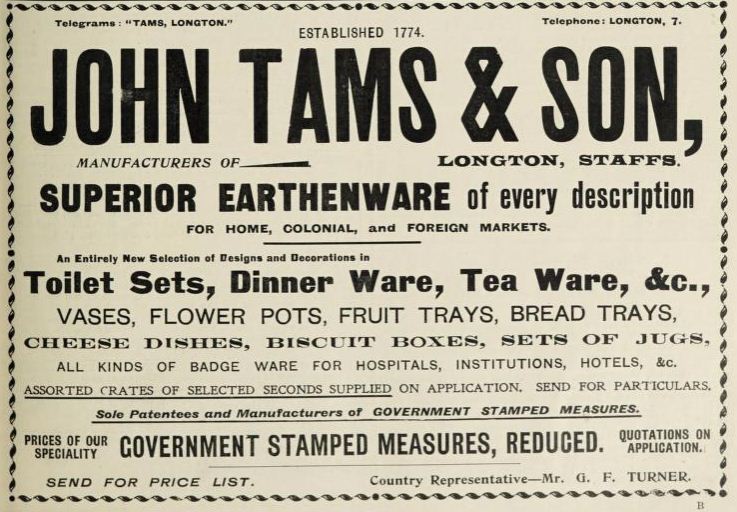 Telegrams: "TAMS, LONGTON."
Telephone: LONGTON, 7.
ESTABLISHED 1774.
JOHN TAMS & SON,
MANUFACTURERS OF
LONGTON, STAFFS.
SUPERIOR EARTHENWARE of every description
FOR HOME, COLONIAL, and FOREIGN MARKETS.
An Entirely New Selection of Designs and Decorations in
Toilet Sets, Dinner Ware, Tea Ware, &c.,
VASES, FLOWER POTS, FRUIT TRAYS, BREAD TRAYS,
CHEESE DISHES, BISCUIT BOXES, SETS OF JUGS,
ALL KINDS OF BADGE WARE FOR HOSPITALS, INSTITUTIONS, HOTELS, &c.
ASSORTED CRATES OF SELECTED SECONDS SUPPLIED ON APPLICATION. SEND FOR PARTICULARS.
Sole Patentees and Manufacturers of GOVERNMENT STAMPED MEASURES.
PRICES OF OUR
SPECIALITY
GOVERNMENT STAMPED MEASURES, REDUCED.
QUOTATIONS ON
APPLICATION.
SEND FOR PRICE LIST.
Country Representative—Mr. G. F. TURNER.
B